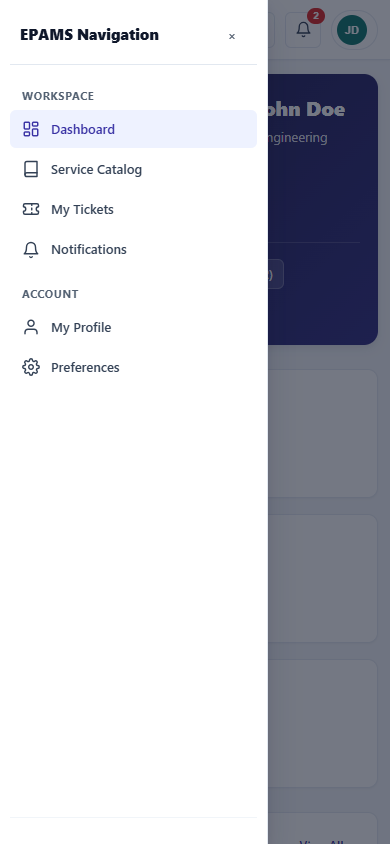 EPAMS Navigation
×
2
JD
WORKSPACE
Dashboard
Service Catalog
My Tickets
Notifications
ACCOUNT
My Profile
Preferences
ohn Doe
ngineering
)